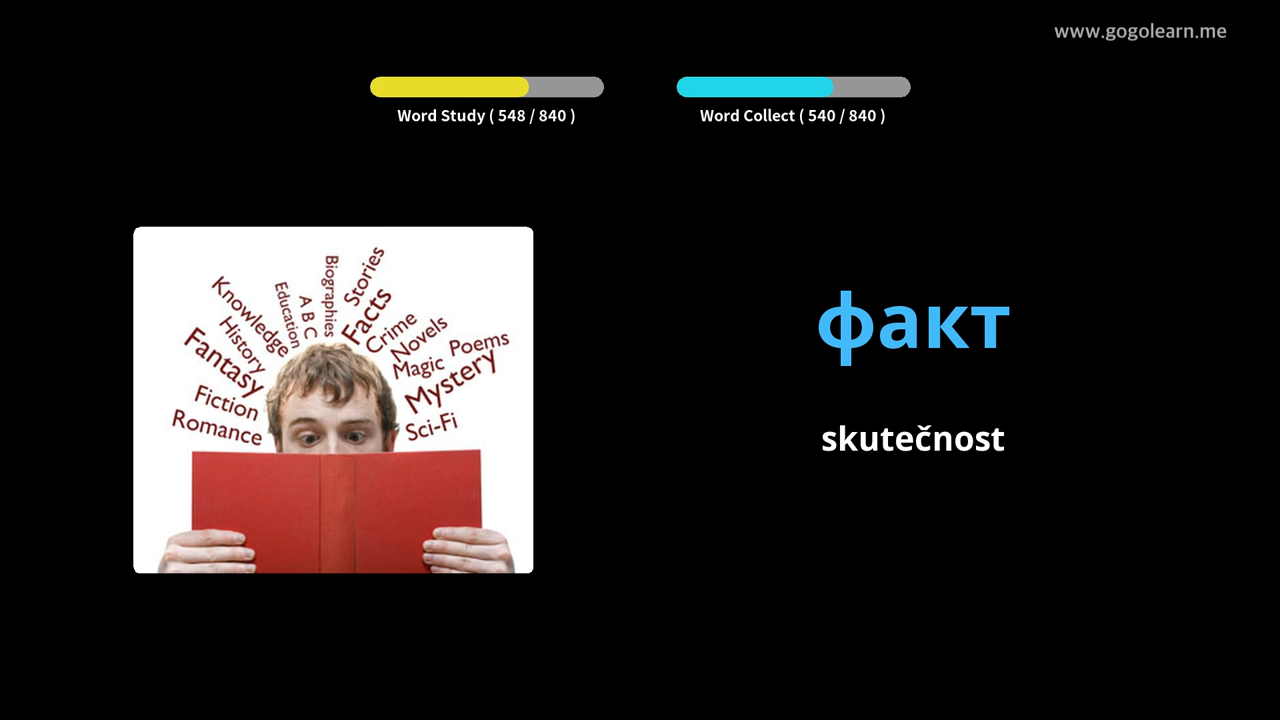 www.gogolearn.me
Word Study ( 548 / 840 )
Word Collect ( 540 / 840 )
Stories
Biographies
Facts
A B C
Education
Knowledge
Crime
History
Novels
Poems
Fantasy
Magic
Mystery
Fiction
Romance
Sci-Fi
факт
skutečnost